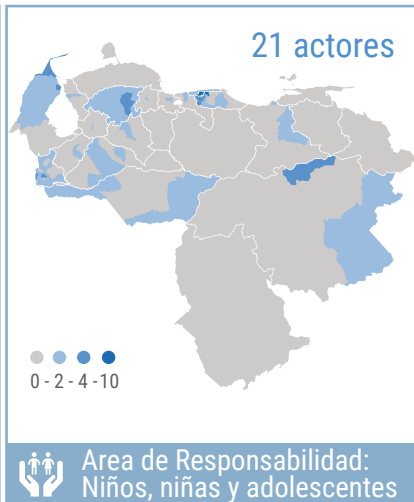 21 actores
0 - 2 - 4 -10
Area de Responsabilidad:
Niños, niñas y adolescentes